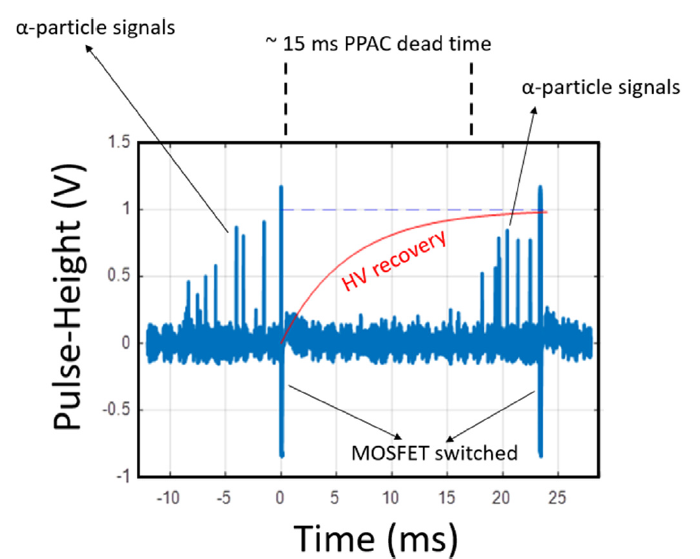 α-particle signals
~ 15 ms PPAC dead time
α-particle signals
1.5
1
0.5
0
-0.5
-1
Pulse-Height (V)
HV recovery
MOSFET switched
-10
-5
0
5
10
15
20
25
Time (ms)